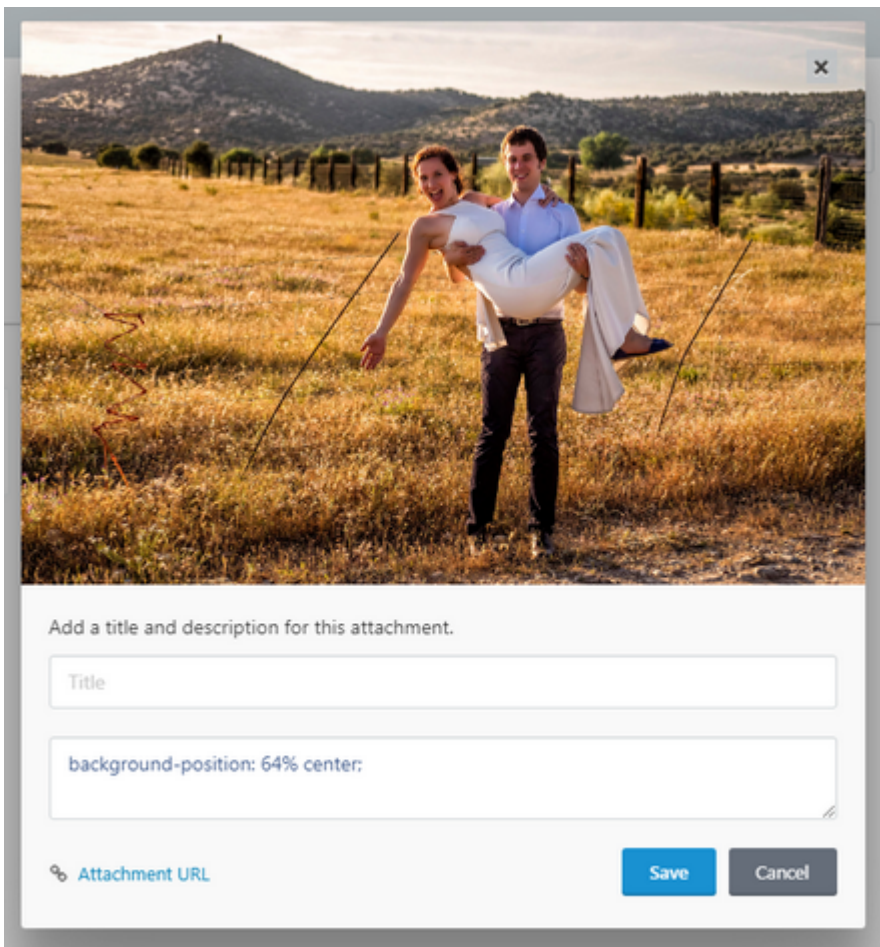 Add a title and description for this attachment.
Title
background-position: 64% center;
Attachment URL
Save
Cancel